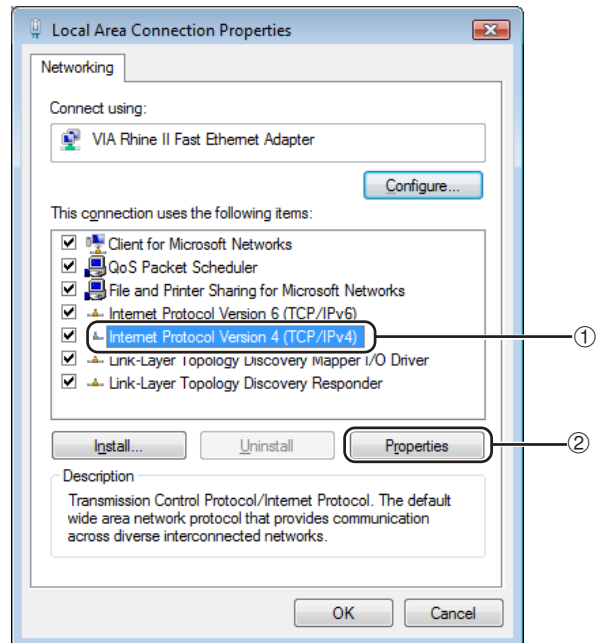 Local Area Connection Properties
Networking
Connect using:
VIA Rhine II Fast Ethernet Adapter
Configure...
This connection uses the following items:
Client for Microsoft Networks
QoS Packet Scheduler
File and Printer Sharing for Microsoft Networks
Internet Protocol Version 6 (TCP/IPv6)
Internet Protocol Version 4 (TCP/IPv4)
①
Link-Layer Topology Discovery Mapper I/O Driver
Link-Layer Topology Discovery Responder
Install...
Uninstall
Properties
②
Description
Transmission Control Protocol/Internet Protocol. The default
wide area network protocol that provides communication
across diverse interconnected networks.
OK
Cancel